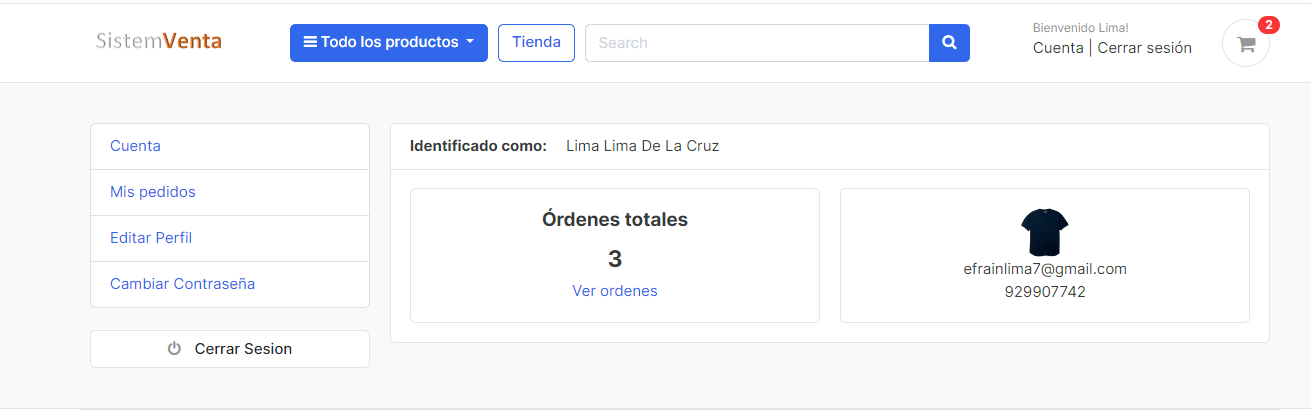 SistemVenta
Todo los productos
Tienda
Search
Bienvenido Lima!
Cuenta | Cerrar sesión
2
Cuenta
Mis pedidos
Editar Perfil
Cambiar Contraseña
Cerrar Sesion
Identificado como: Lima Lima De La Cruz
Órdenes totales
3
Ver ordenes
efrainlima7@gmail.com
929907742